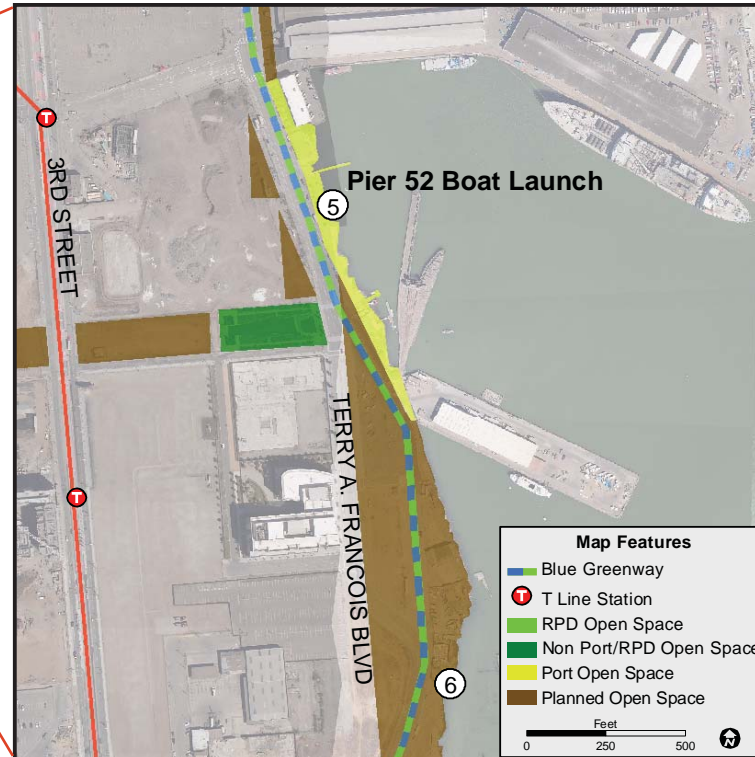 T
3RD STREET
Pier 52 Boat Launch
5
T
TERRY A. FRANCOIS BLVD
6
Map Features
Blue Greenway
T T Line Station
RPD Open Space
Non Port/RPD Open Space
Port Open Space
Planned Open Space
Feet
0 250 500
N